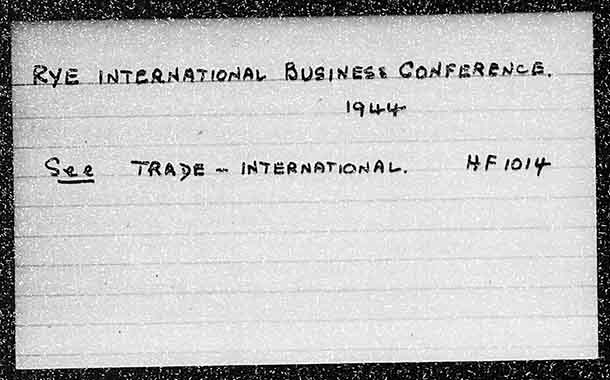 RYE INTERNATIONAL BUSINESS CONFERENCE.
1944
See TRADE - INTERNATIONAL. HF 1014